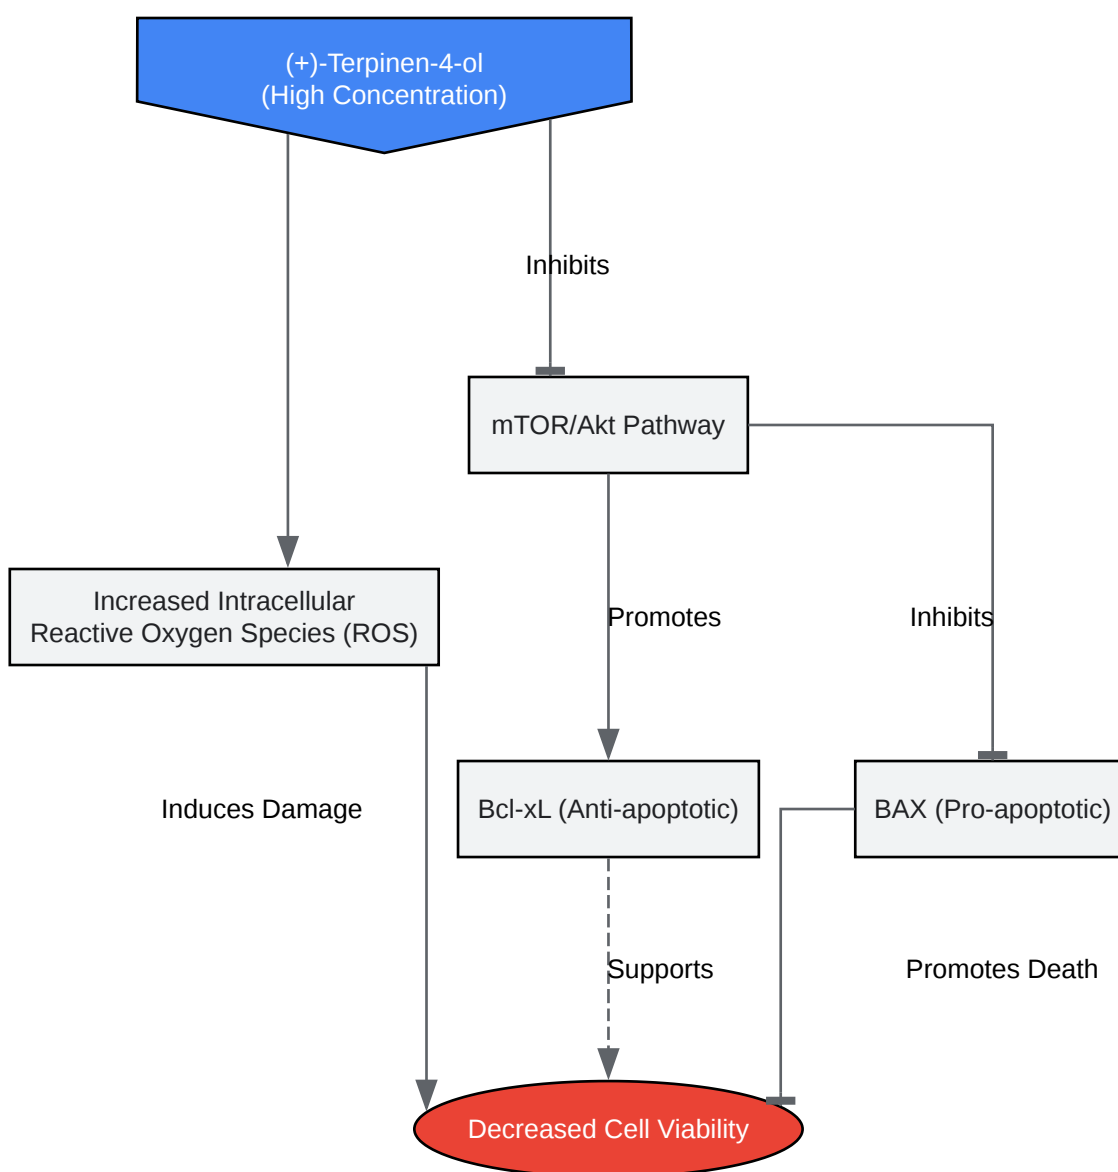 (+)-Terpinen-4-ol
(High Concentration)
Inhibits
mTOR/Akt Pathway
Increased Intracellular
Reactive Oxygen Species (ROS)
Promotes
Inhibits
Induces Damage
Bcl-xL (Anti-apoptotic)
BAX (Pro-apoptotic)
Supports
Promotes Death
Decreased Cell Viability